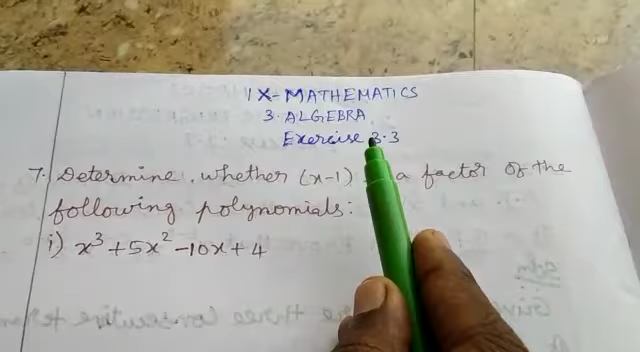 IX-MATHEMATICS
3. ALGEBRA
Exercise 3.3
7. Determine whether (x-1) a factor of the
following polynomials:
i) x³ + 5x² - 10x + 4